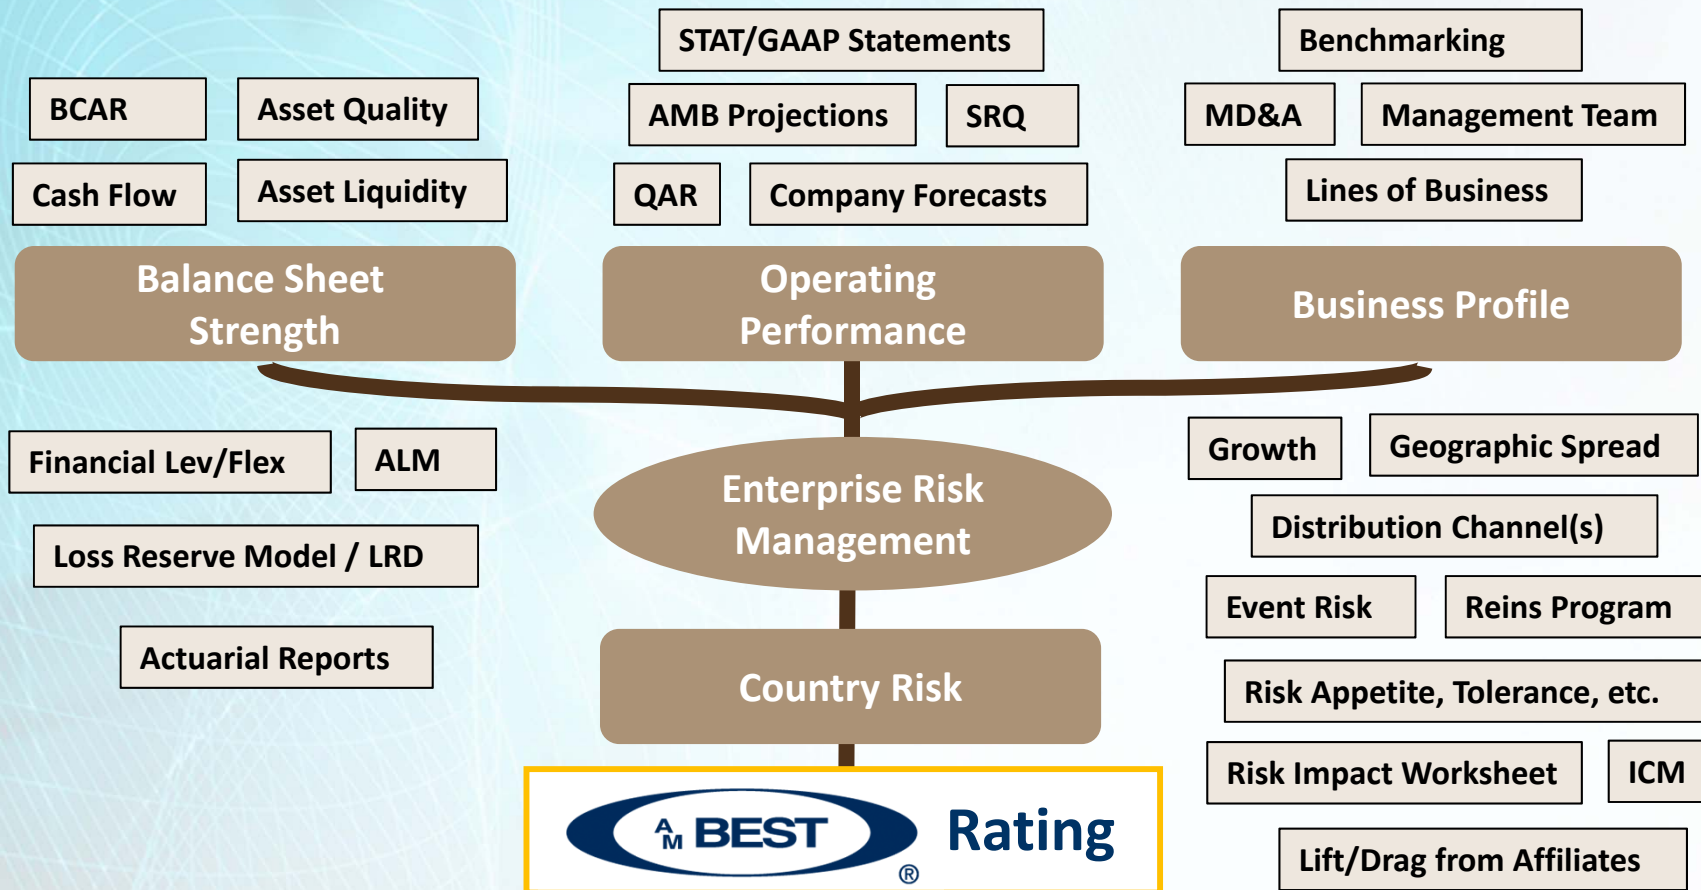 STAT/GAAP Statements
Benchmarking
BCAR
Asset Quality
AMB Projections
SRQ
MD&A
Management Team
Cash Flow
Asset Liquidity
QAR
Company Forecasts
Lines of Business
Balance Sheet
Strength
Operating
Performance
Business Profile
Financial Lev/Flex
ALM
Growth
Geographic Spread
Enterprise Risk
Management
Distribution Channel(s)
Loss Reserve Model / LRD
Event Risk
Reins Program
Actuarial Reports
Country Risk
Risk Appetite, Tolerance, etc.
Risk Impact Worksheet
ICM
AM BEST ®
Rating
Lift/Drag from Affiliates